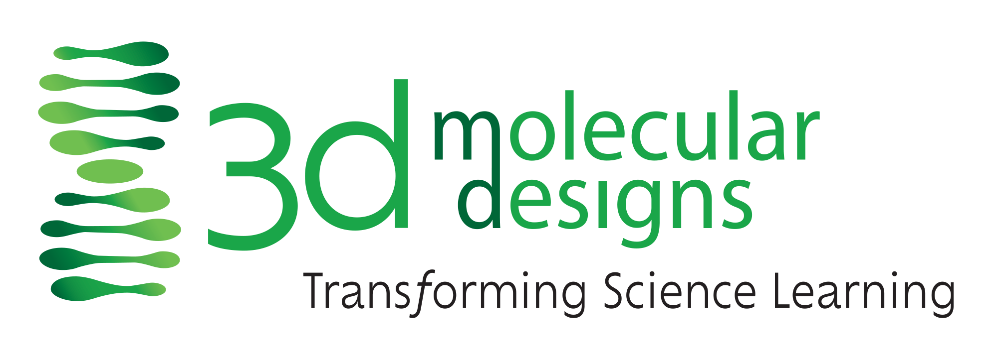 3d molecular
designs
Transforming Science Learning